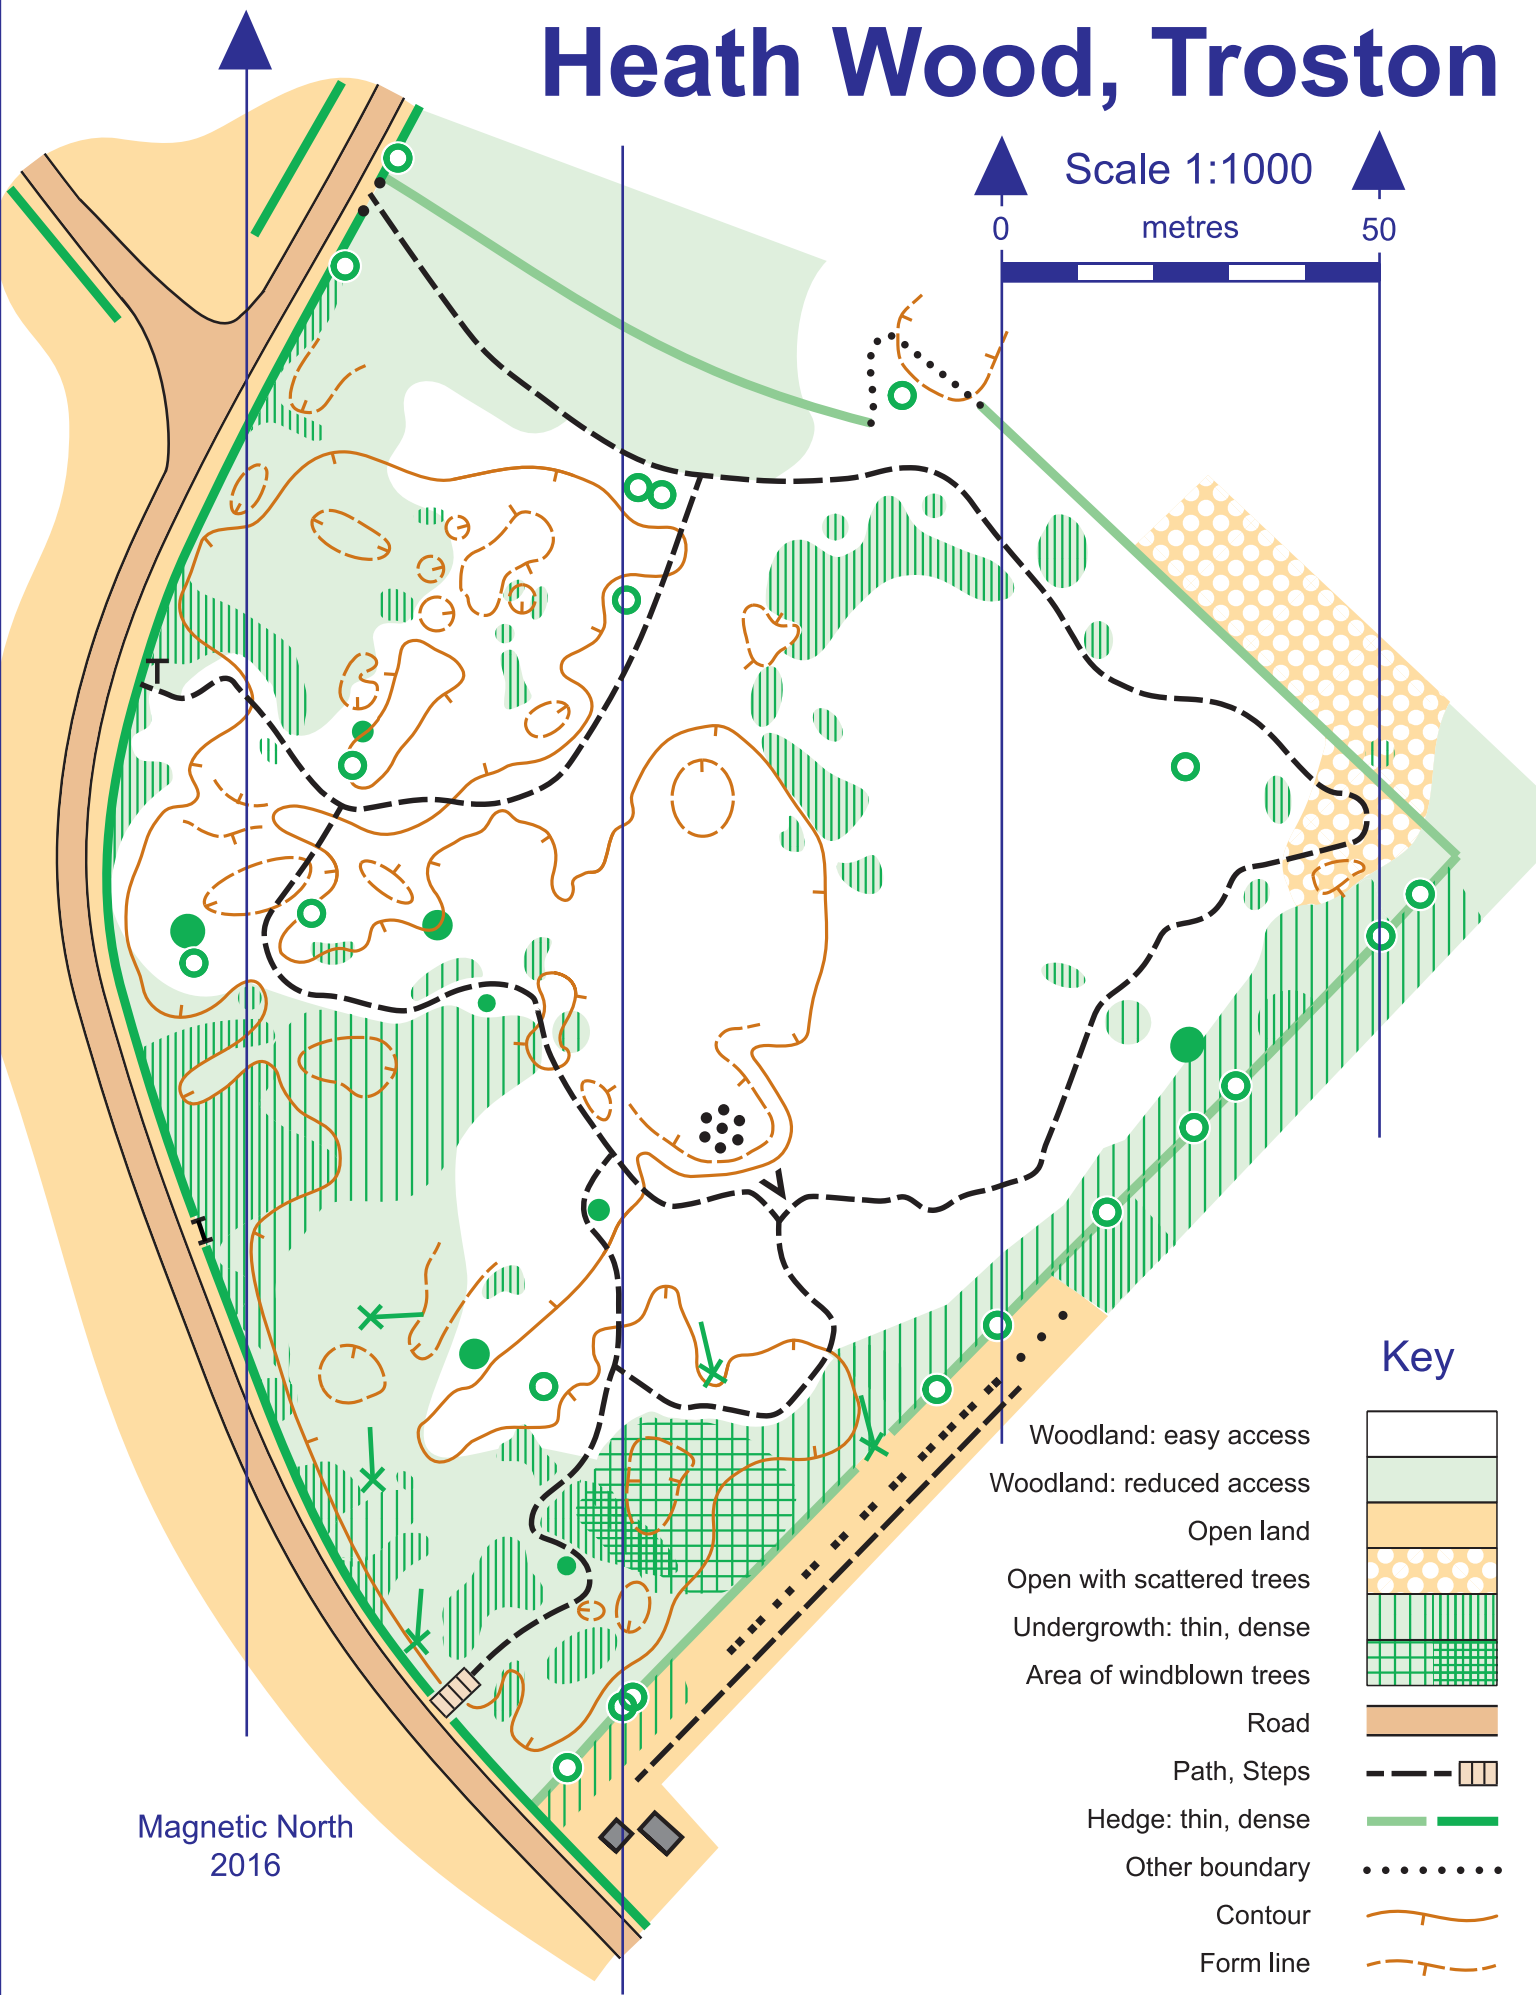 Heath Wood, Troston
Scale 1:1000
0 metres 50
Key
Woodland: easy access
Woodland: reduced access
Open land
Open with scattered trees
Undergrowth: thin, dense
Area of windblown trees
Road
Path, Steps
Hedge: thin, dense
Other boundary
Contour
Form line
Magnetic North
2016